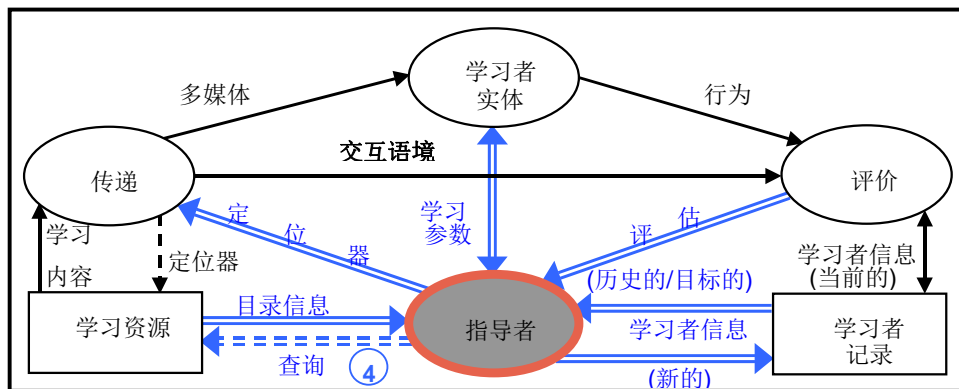 学习者
实体
多媒体
行为
交互语境
传递
评价
定
位
器
学习
参数
评估
学习
内容
定位器
学习者信息
(当前的)
(历史的/目标的)
目录信息
学习资源
指导者
学习者信息
学习者
记录
查询
4
(新的)